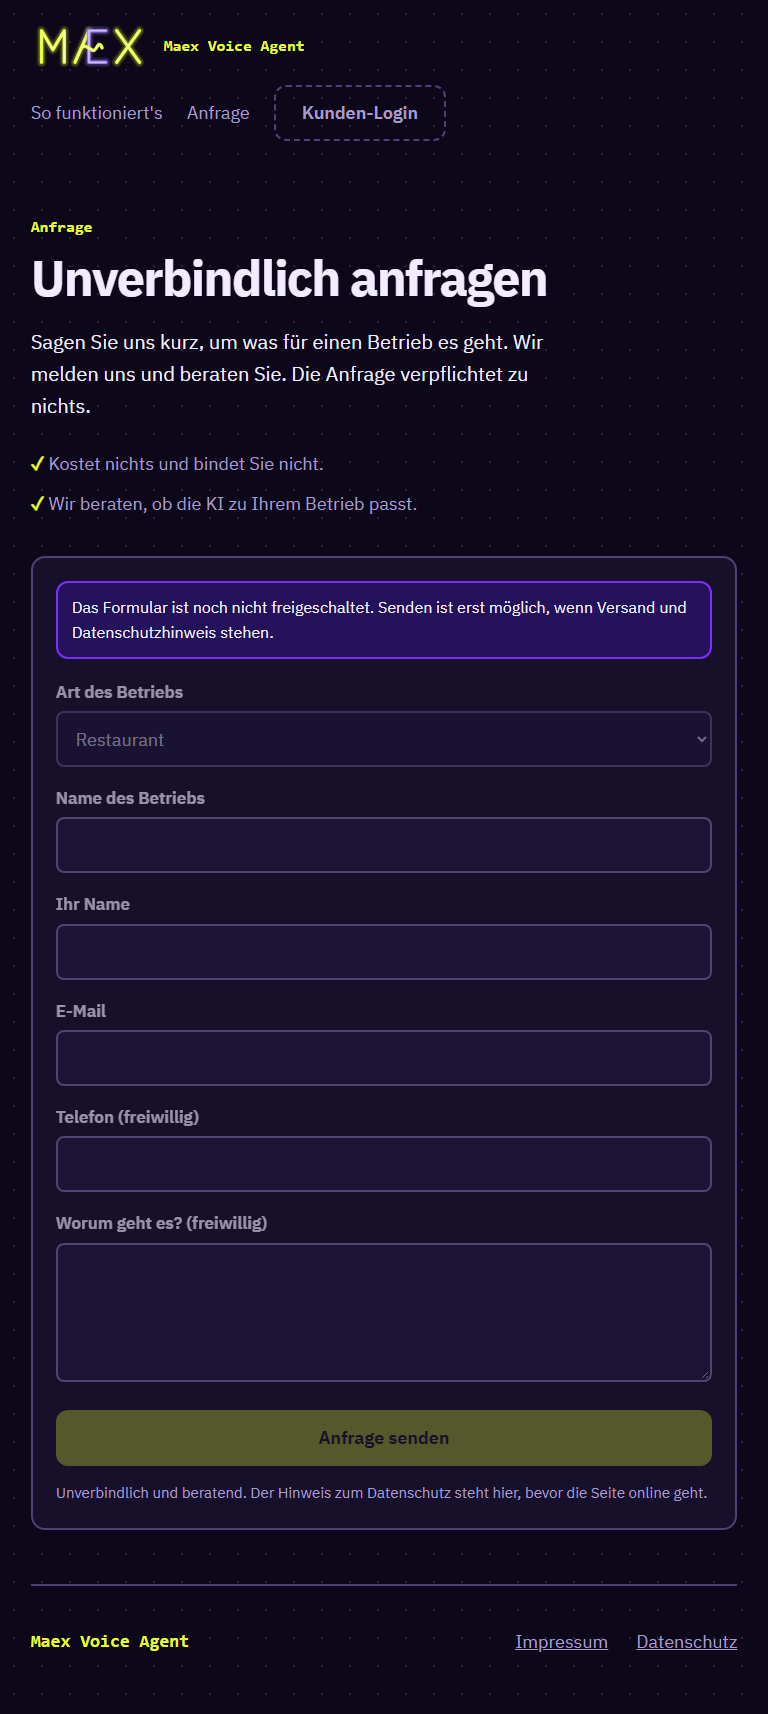 MÆX Maex Voice Agent
So funktioniert's Anfrage Kunden-Login
Anfrage
Unverbindlich anfragen
Sagen Sie uns kurz, um was für einen Betrieb es geht. Wir
melden uns und beraten Sie. Die Anfrage verpflichtet zu
nichts.
✓ Kostet nichts und bindet Sie nicht.
✓ Wir beraten, ob die KI zu Ihrem Betrieb passt.
Das Formular ist noch nicht freigeschaltet. Senden ist erst möglich, wenn Versand und
Datenschutzhinweis stehen.
Art des Betriebs
Restaurant
Name des Betriebs
Ihr Name
E-Mail
Telefon (freiwillig)
Worum geht es? (freiwillig)
Anfrage senden
Unverbindlich und beratend. Der Hinweis zum Datenschutz steht hier, bevor die Seite online geht.
Maex Voice Agent Impressum Datenschutz